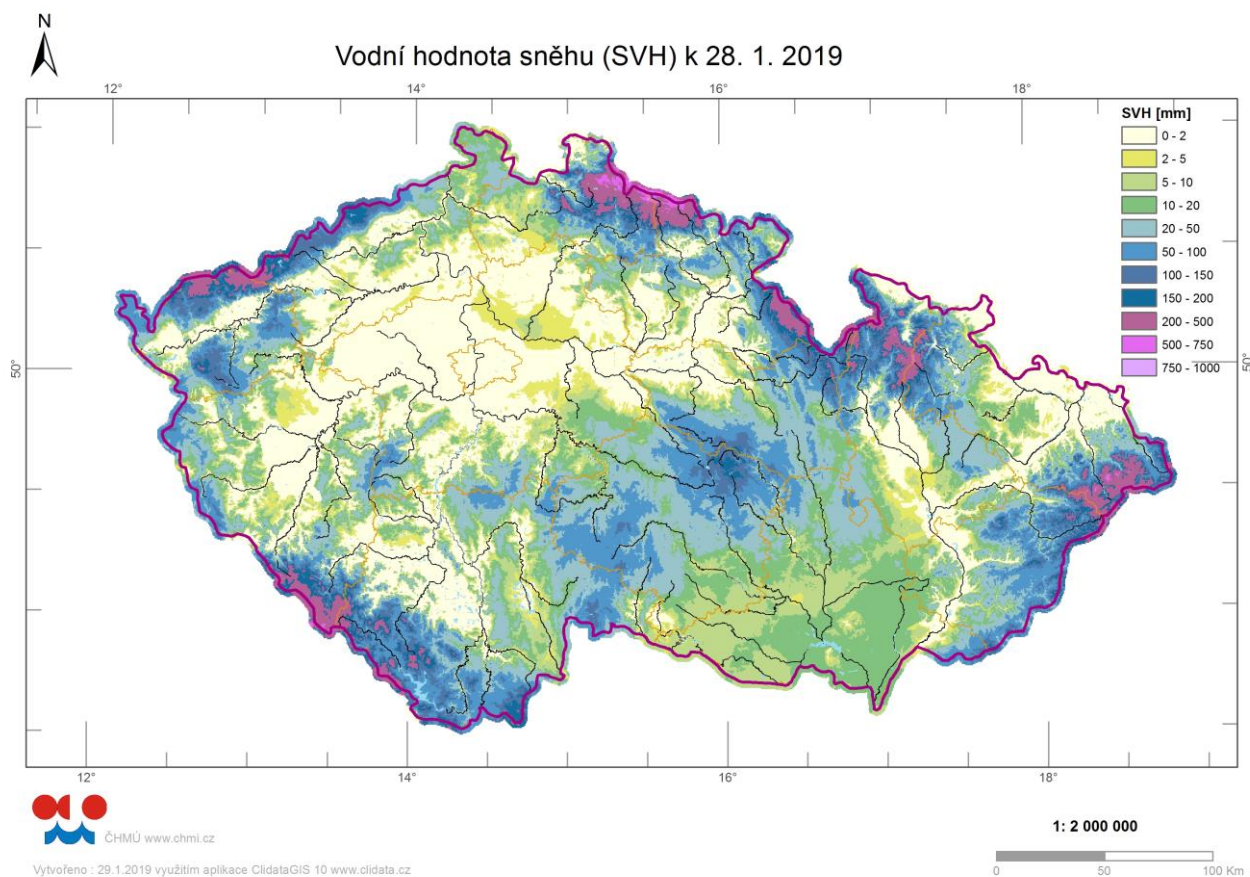 N
Vodní hodnota sněhu (SVH) k 28. 1. 2019
12°
14°
16°
18°
SVH [mm]
0 - 2
2 - 5
5 - 10
10 - 20
20 - 50
50 - 100
100 - 150
150 - 200
200 - 500
500 - 750
750 - 1000
50°
50°
12°
14°
16°
18°
ČHMÚ www.chmi.cz
1: 2 000 000
Vytvořeno : 29.1.2019 využitím aplikace ClidataGIS 10 www.clidata.cz
0 50 100 Km